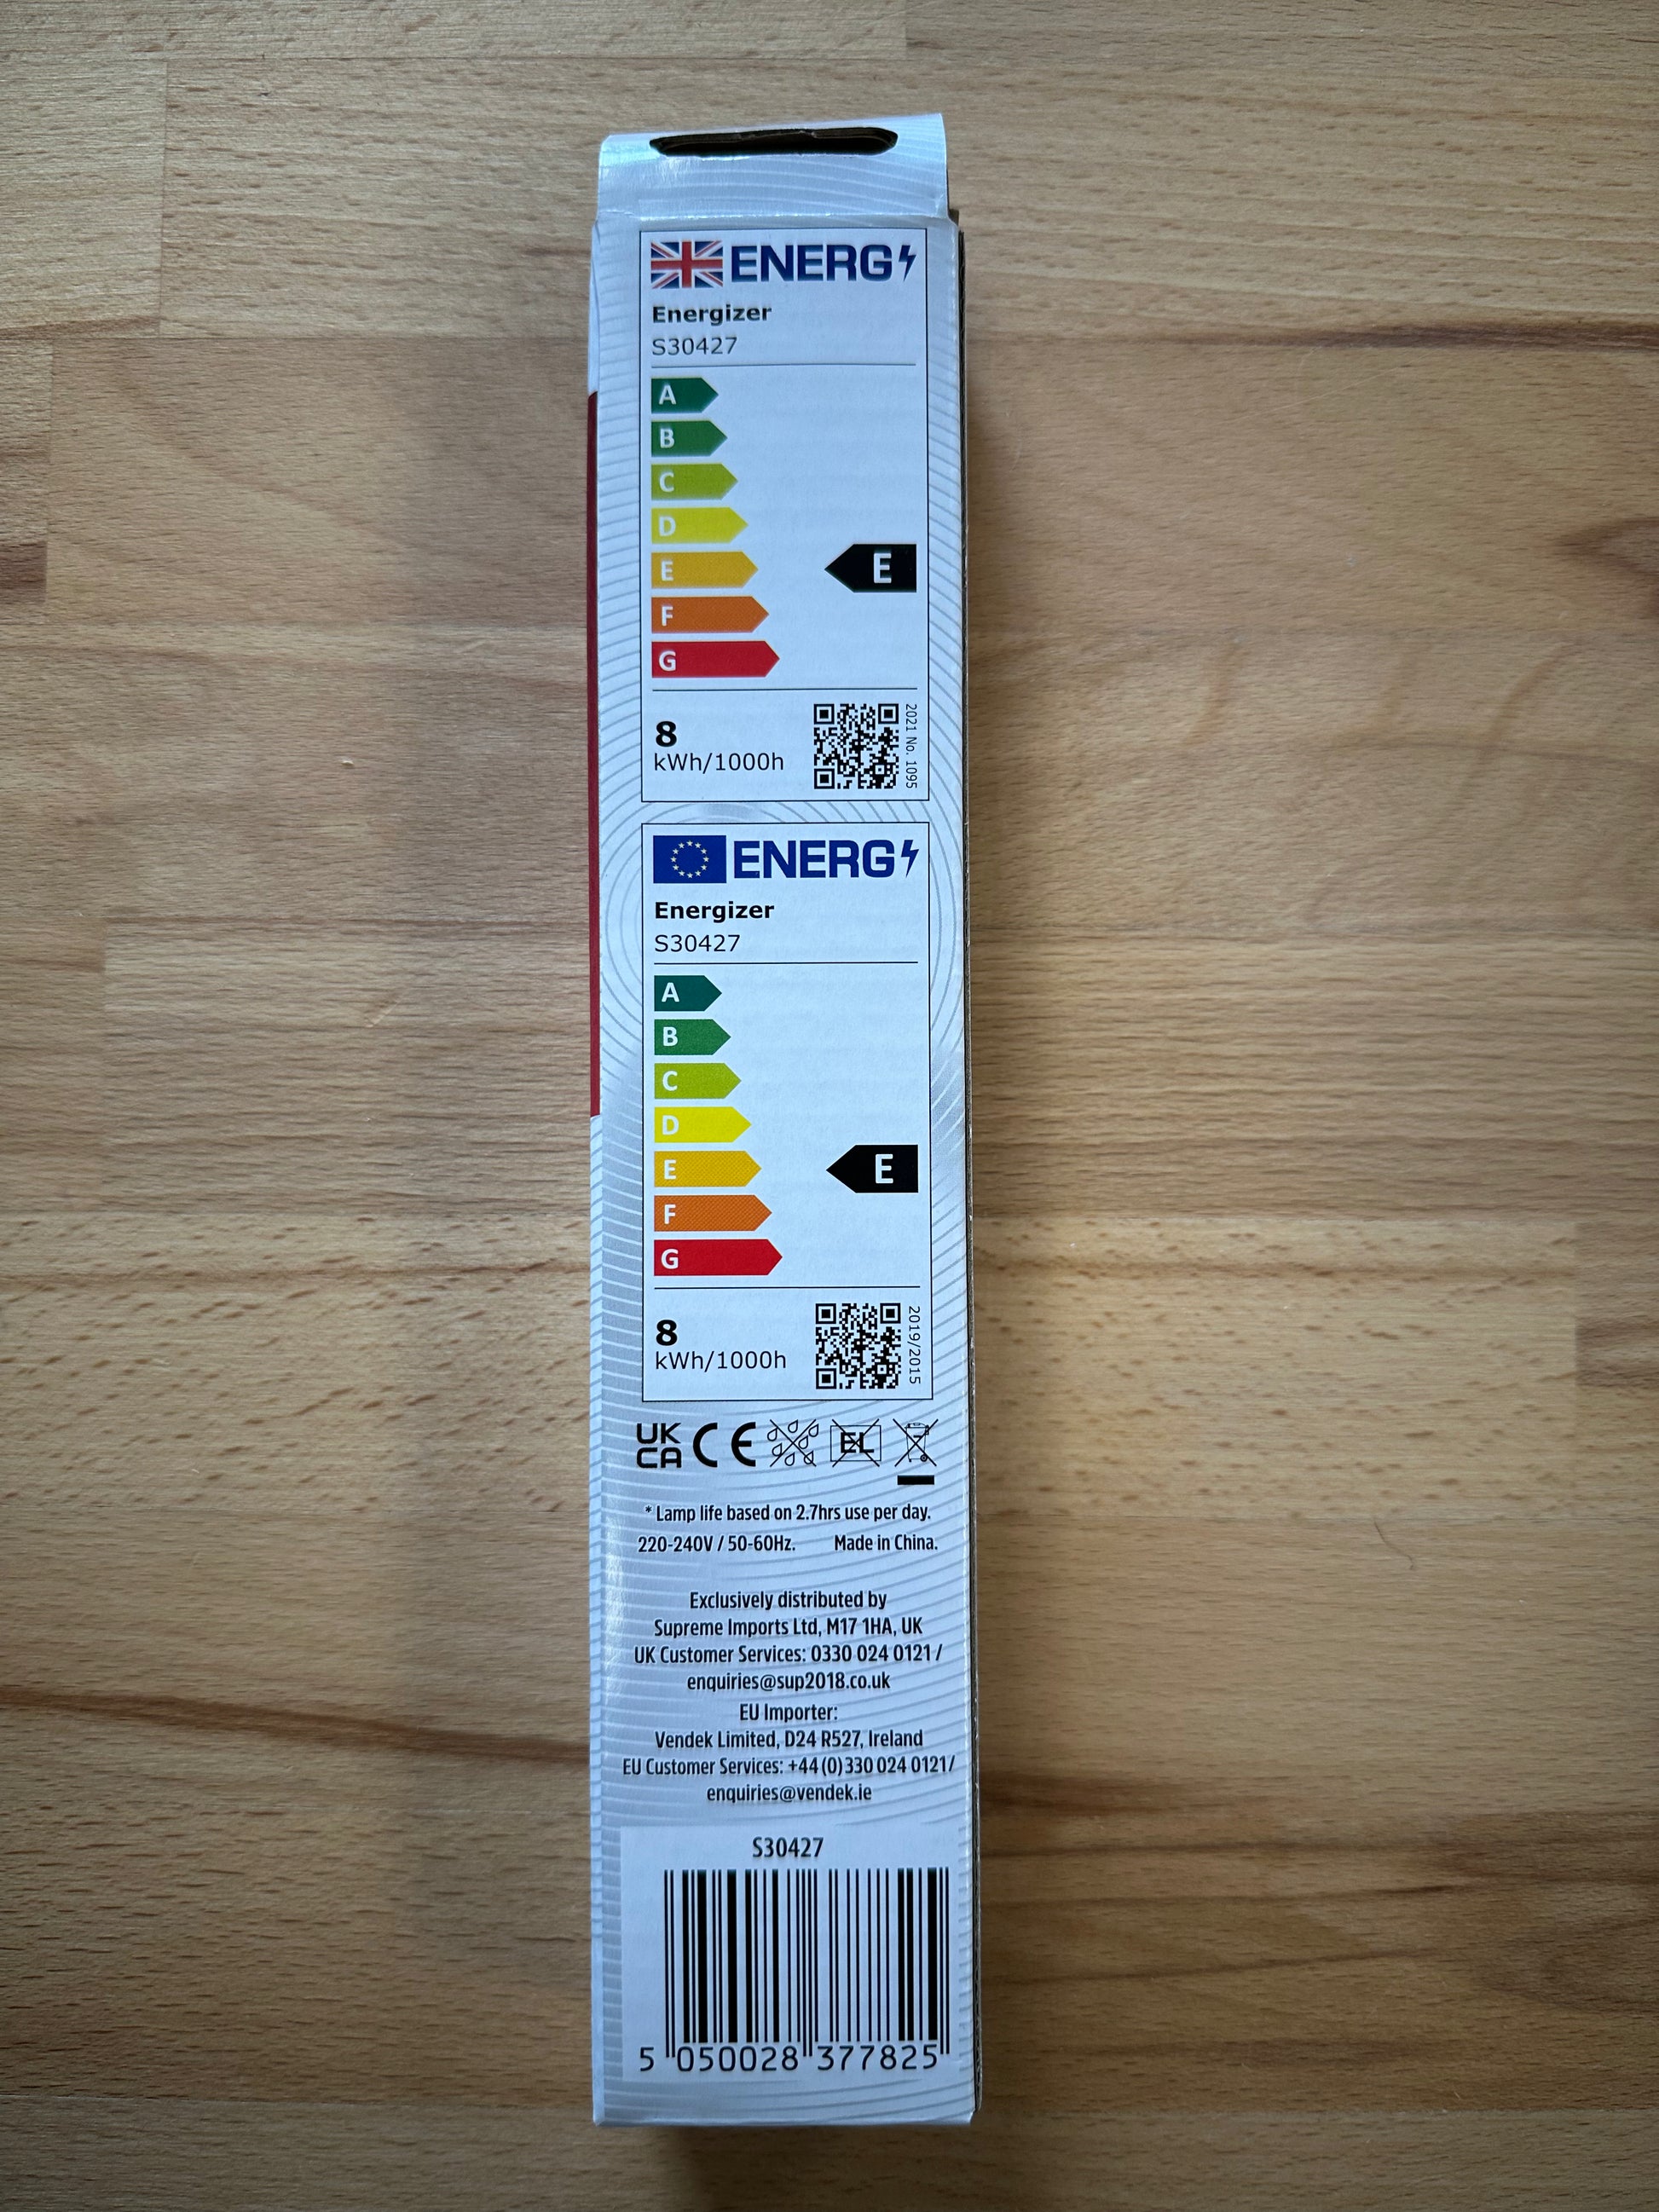 ENERG
Energizer
S30427
A
B
C
D
E
E
F
G
8
kWh/1000h
2021 No. 1095
ENERG
Energizer
S30427
A
B
C
D
E
E
F
G
8
kWh/1000h
2019/2015
UK
CA CE EL
* Lamp life based on 2.7hrs use per day.
220-240V / 50-60Hz. Made in China.
Exclusively distributed by
Supreme Imports Ltd, M17 1HA, UK
UK Customer Services: 0330 024 0121 /
enquiries@sup2018.co.uk
EU Importer:
Vendek Limited, D24 R527, Ireland
EU Customer Services: +44 (0) 330 024 0121/
enquiries@vendek.ie
S30427
5 050028 377825